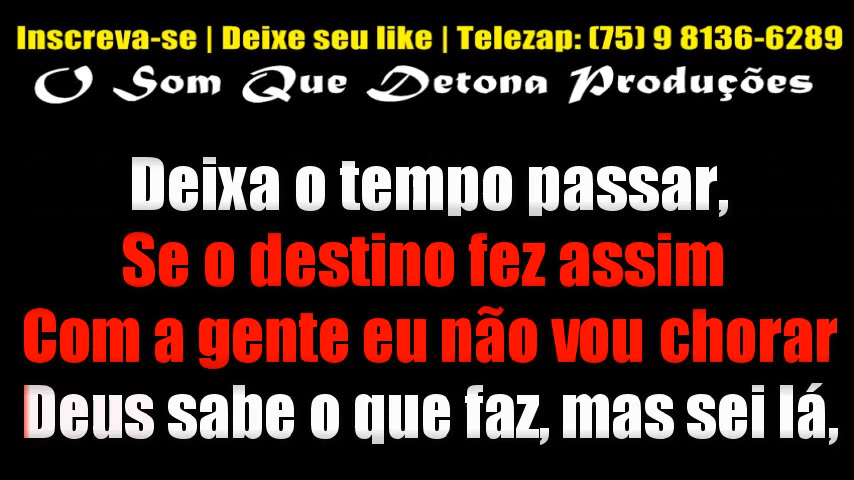 Inscreva-se | Deixe seu like | Telezap: (75) 9 8136-6289
O Som Que Detona Produções
Deixa o tempo passar,
Se o destino fez assim
Com a gente eu não vou chorar
Deus sabe o que faz, mas sei lá,